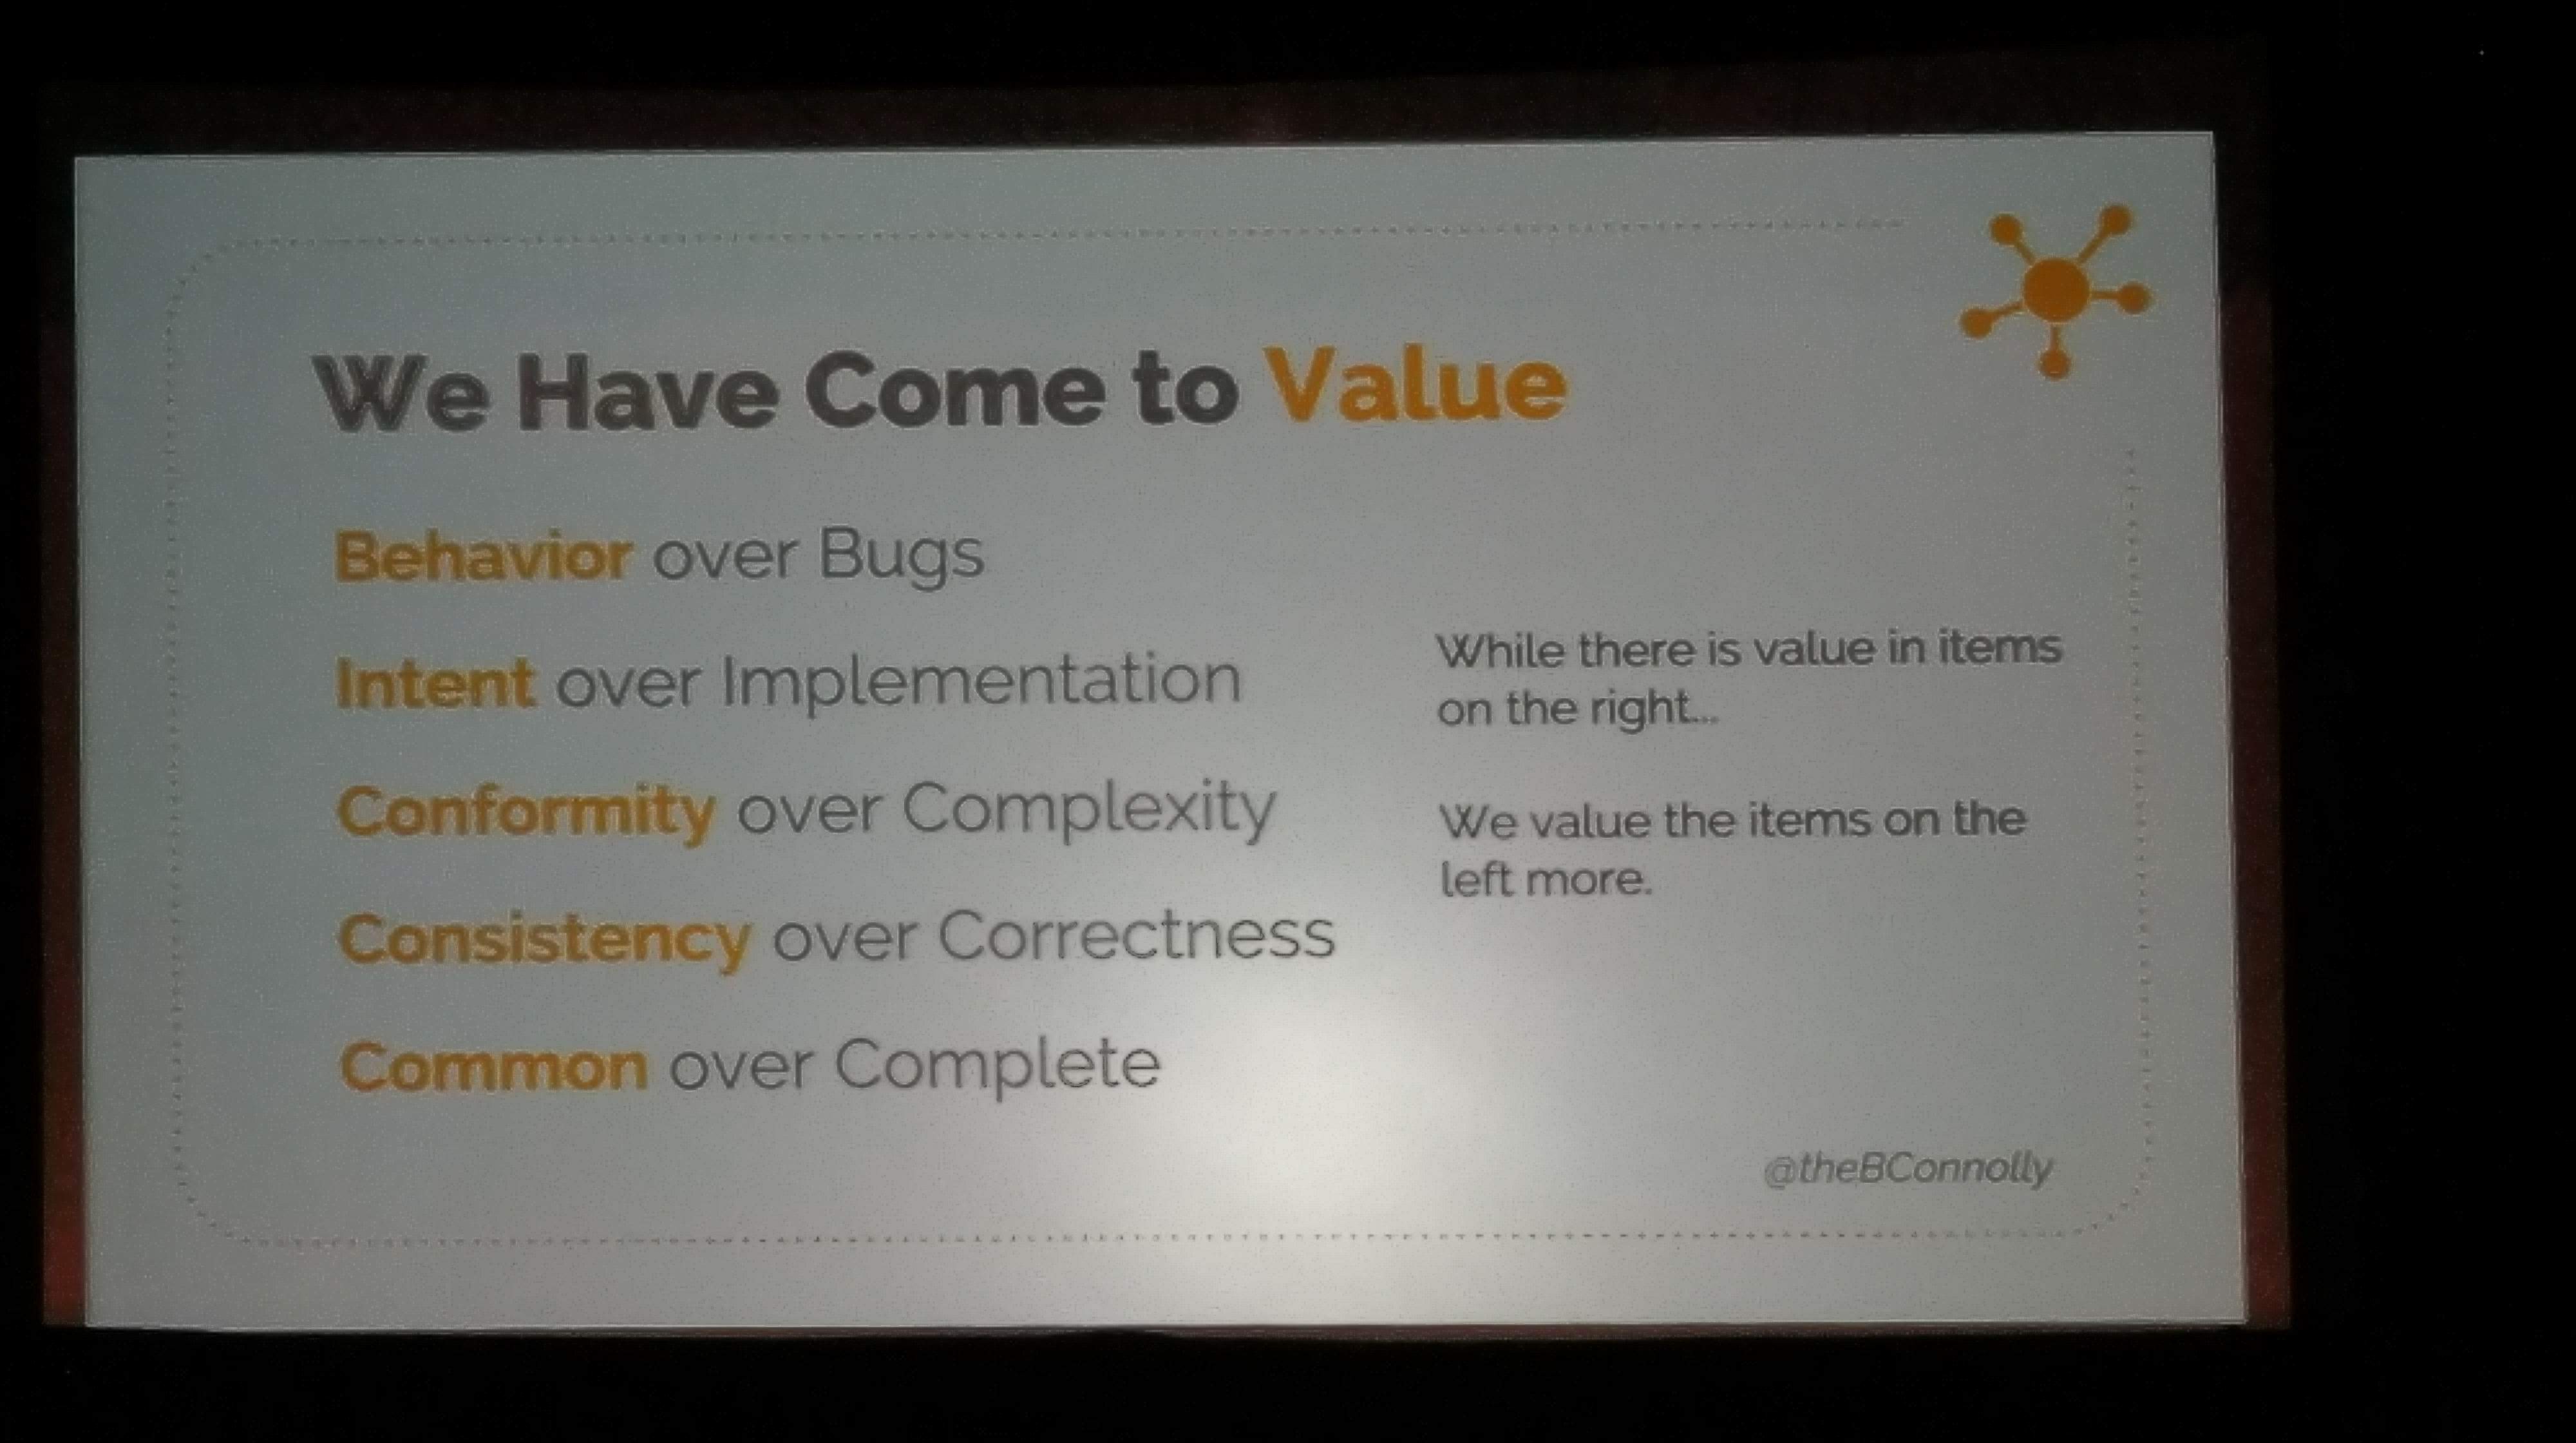 We Have Come to Value
Behavior over Bugs
Intent over Implementation
Conformity over Complexity
Consistency over Correctness
Common over Complete
While there is value in items
on the right...
We value the items on the
left more.
@theBConnolly